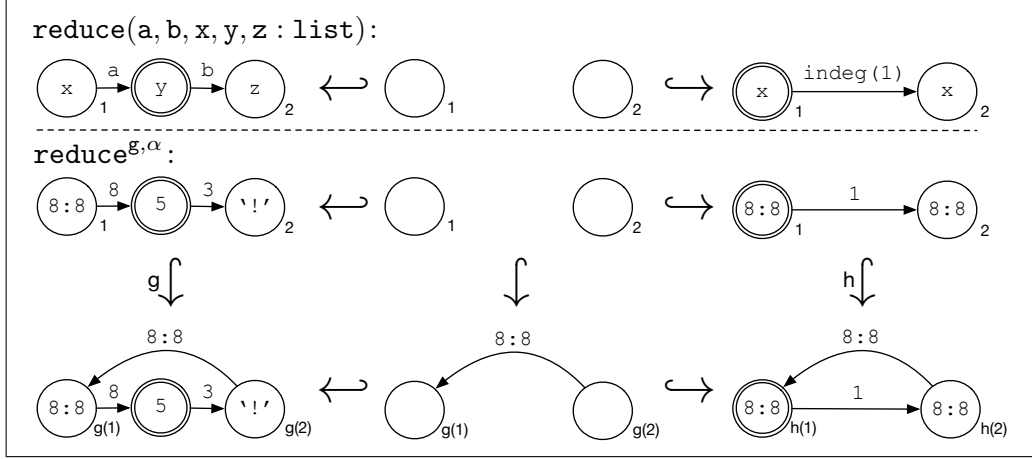 reduce(a, b, x, y, z : list):
a b indeg(1)
x y z x x
1 2 1 2 1 2
reduce^{g,α}:
8 3 1
8:8 5 '!' 8:8 8:8
1 2 1 2 1 2
g h
8:8 8:8 8:8
8 3 1
8:8 5 '!' 8:8 8:8
g(1) g(2) g(1) g(2) h(1) h(2)